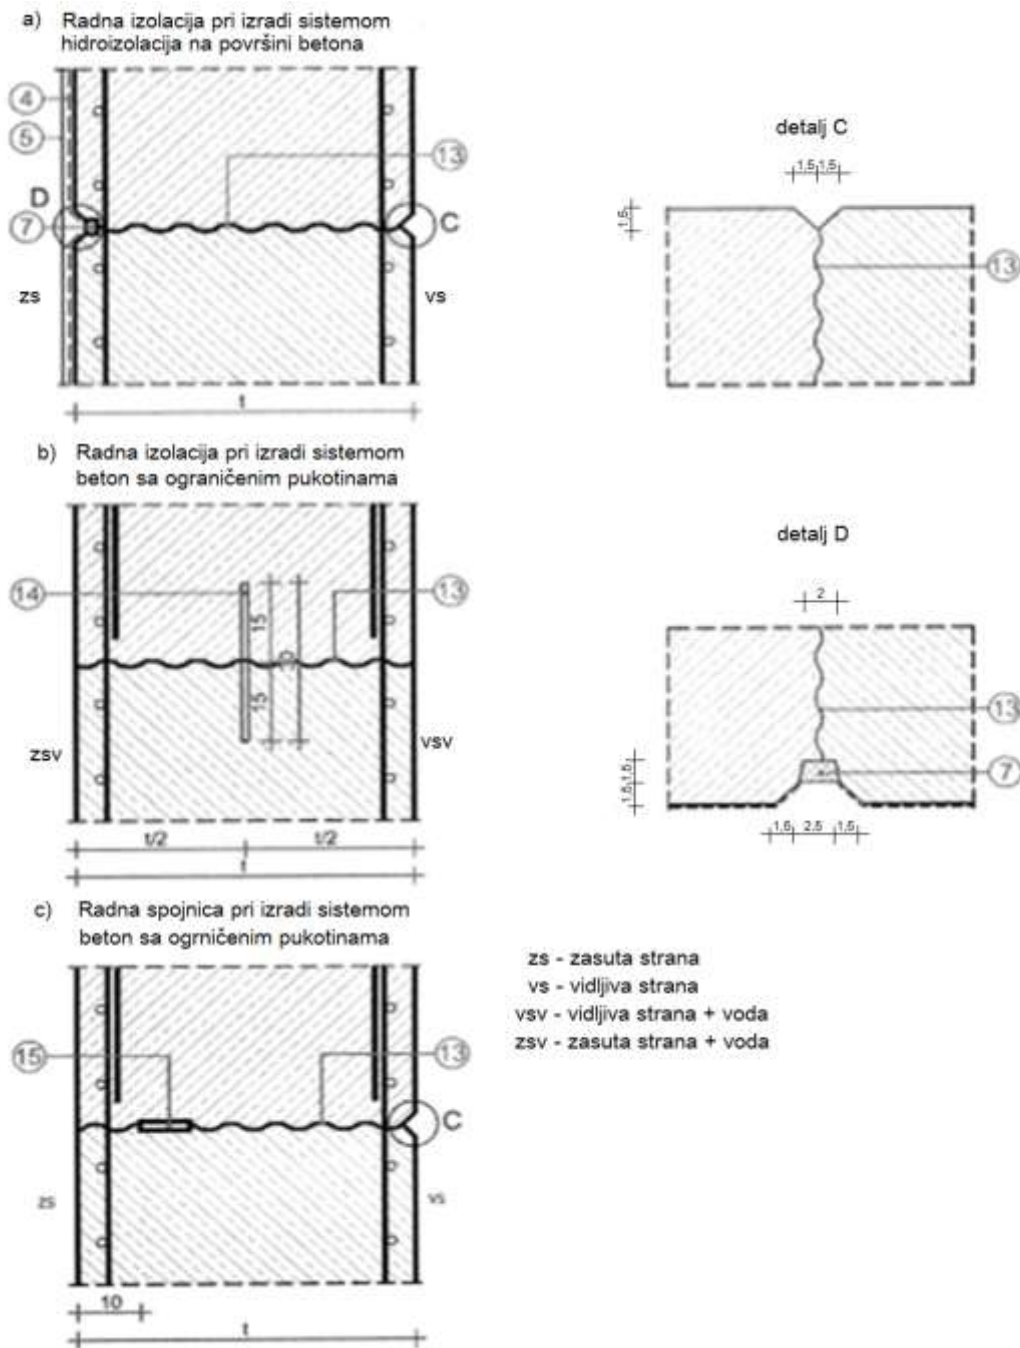 a) Radna izolacija pri izradi sistemom
hidroizolacija na površini betona
4
5
13
D
7
C
zs
vs
t
detalj C
1,5 1,5
1,5
13
b) Radna izolacija pri izradi sistemom
beton sa ograničenim pukotinama
14
13
15
30
15
zsv
vsv
t/2
t/2
t
detalj D
2
13
7
1,5
1,5
1,5 2,5 1,5
c) Radna spojnica pri izradi sistemom
beton sa ogrničenim pukotinama
15
13
C
zs
vs
10
t
zs - zasuta strana
vs - vidljiva strana
vsv - vidljiva strana + voda
zsv - zasuta strana + voda